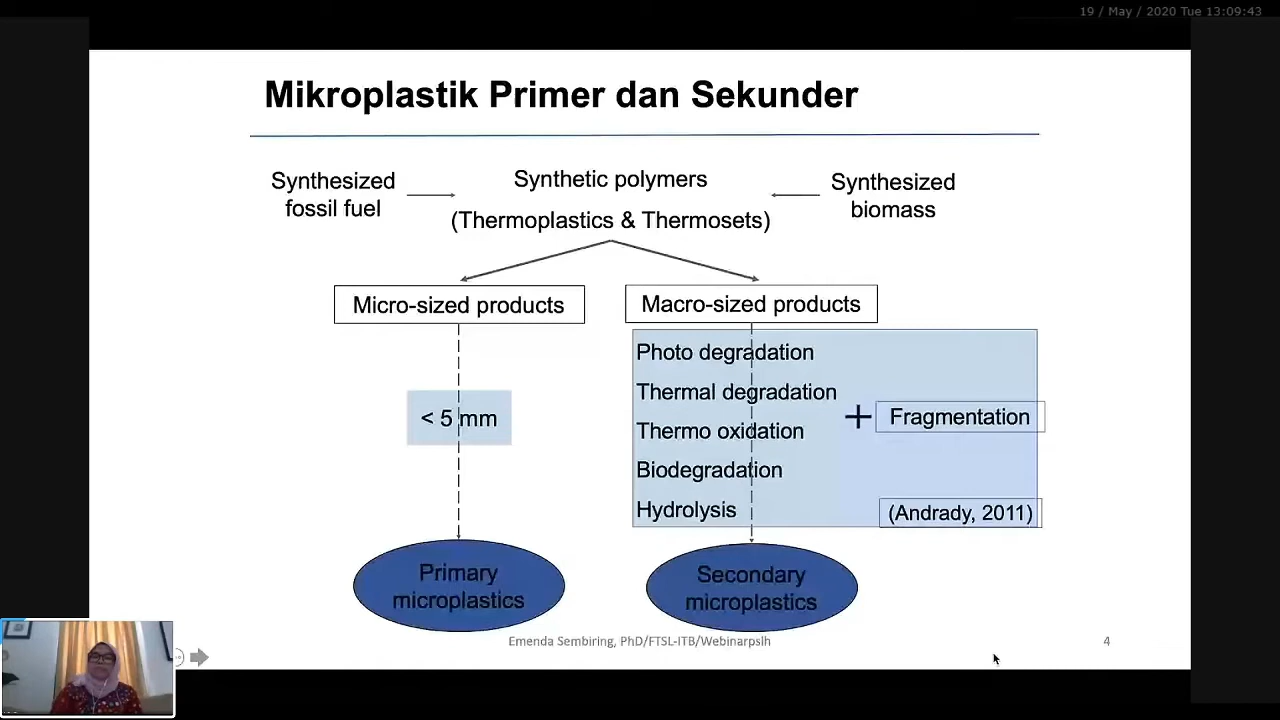 19 / May / 2020 Tue 13:09:43
Mikroplastik Primer dan Sekunder
Synthesized
fossil fuel
Synthetic polymers
(Thermoplastics & Thermosets)
Synthesized
biomass
Micro-sized products
Macro-sized products
< 5 mm
Photo degradation
Thermal degradation
Thermo oxidation
Biodegradation
Hydrolysis
+
Fragmentation
(Andrady, 2011)
Primary
microplastics
Secondary
microplastics
Emenda Sembiring, PhD/FTSL-ITB/Webinarpslh
4